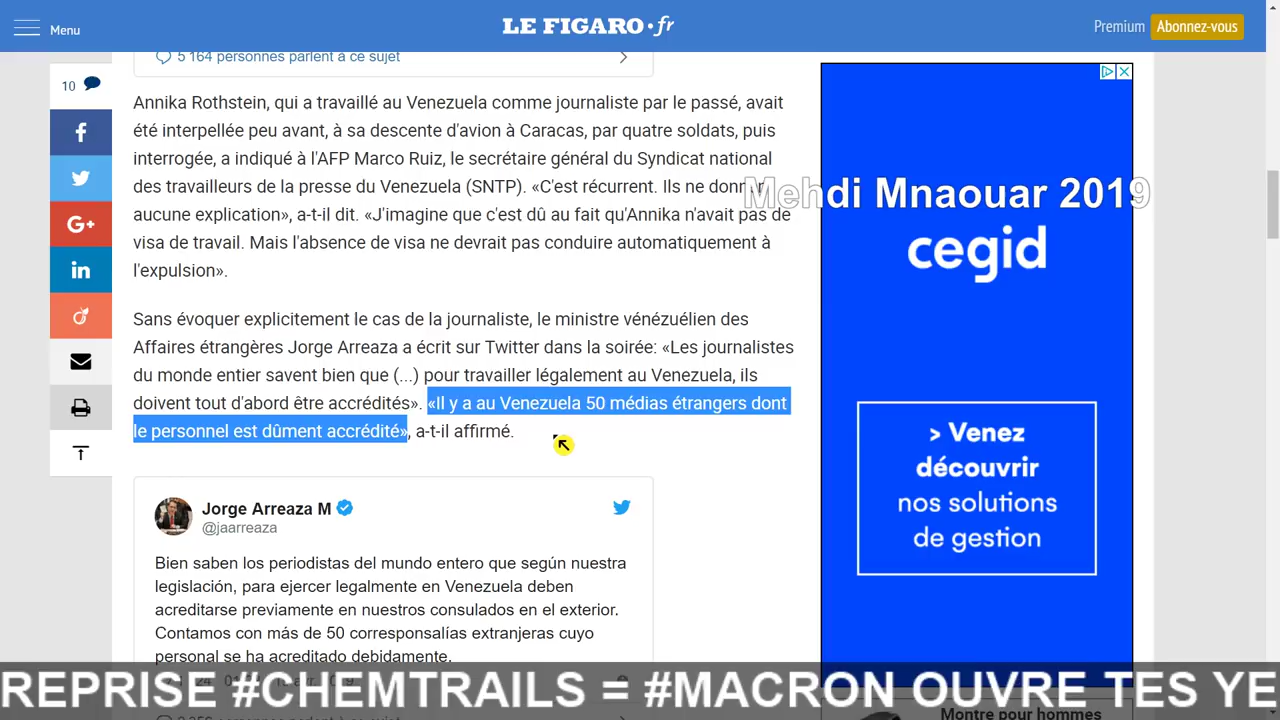 Menu
LE FIGARO·fr
Premium
Abonnez-vous
5 164 personnes parlent à ce sujet
10
Annika Rothstein, qui a travaillé au Venezuela comme journaliste par le passé, avait
été interpellée peu avant, à sa descente d'avion à Caracas, par quatre soldats, puis
interrogée, a indiqué à l'AFP Marco Ruiz, le secrétaire général du Syndicat national
des travailleurs de la presse du Venezuela (SNTP). «C'est récurrent. Ils ne donnent
aucune explication», a-t-il dit. «J'imagine que c'est dû au fait qu'Annika n'avait pas de
visa de travail. Mais l'absence de visa ne devrait pas conduire automatiquement à
l'expulsion».
Sans évoquer explicitement le cas de la journaliste, le ministre vénézuélien des
Affaires étrangères Jorge Arreaza a écrit sur Twitter dans la soirée: «Les journalistes
du monde entier savent bien que (...) pour travailler légalement au Venezuela, ils
doivent tout d'abord être accrédités». «Il y a au Venezuela 50 médias étrangers dont
le personnel est dûment accrédité», a-t-il affirmé.
Jorge Arreaza M
@jaarreaza
Bien saben los periodistas del mundo entero que según nuestra
legislación, para ejercer legalmente en Venezuela deben
acreditarse previamente en nuestros consulados en el exterior.
Contamos con más de 50 corresponsalías extranjeras cuyo
personal se ha acreditado debidamente.
Mehdi Mnaouar 2019
cegid
> Venez
découvrir
nos solutions
de gestion
REPRISE #CHEMTRAILS = #MACRON OUVRE TES YE
Montre pour hommes